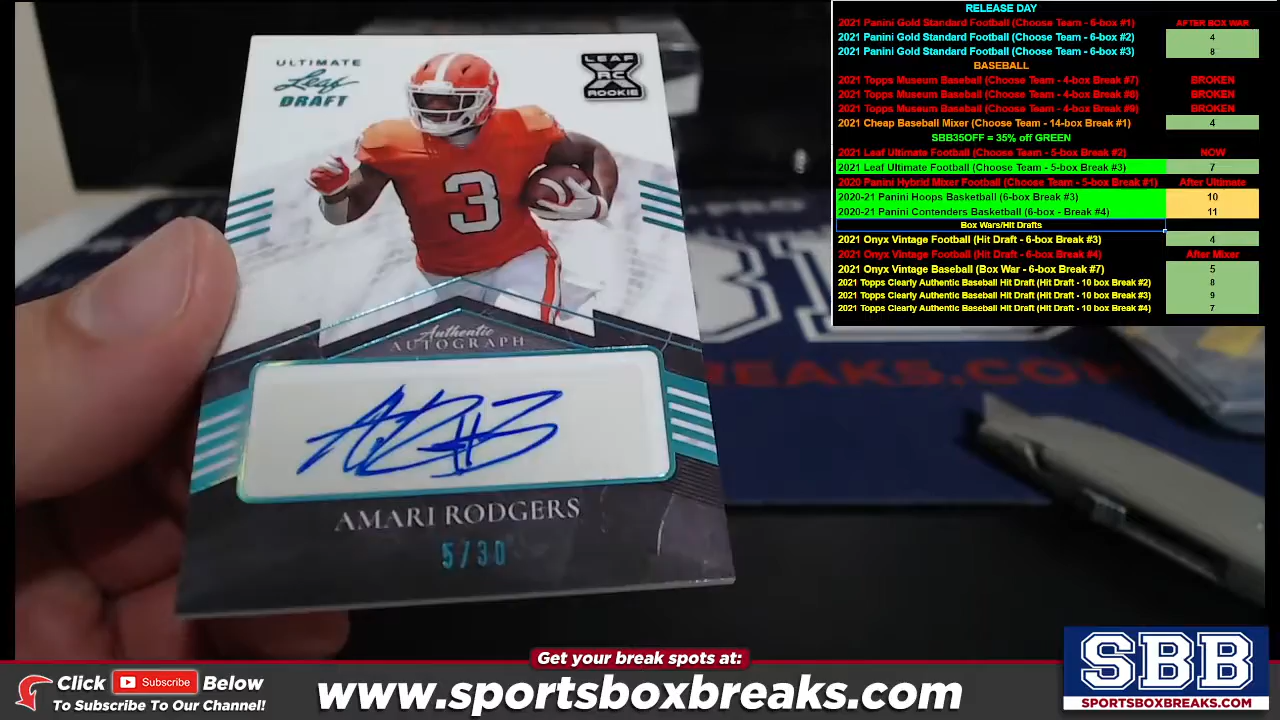 ULTIMATE
Leaf
DRAFT
LEAF
XRC
ROOKIE
3
Authentic
AUTOGRAPH
AMARI RODGERS
5/30
RELEASE DAY
2021 Panini Gold Standard Football (Choose Team - 6-box #1) AFTER BOX WAR
2021 Panini Gold Standard Football (Choose Team - 6-box #2) 4
2021 Panini Gold Standard Football (Choose Team - 6-box #3) 8
BASEBALL
2021 Topps Museum Baseball (Choose Team - 4-box Break #7) BROKEN
2021 Topps Museum Baseball (Choose Team - 4-box Break #8) BROKEN
2021 Topps Museum Baseball (Choose Team - 4-box Break #9) BROKEN
2021 Cheap Baseball Mixer (Choose Team - 14-box Break #1) 4
SBB35OFF = 35% off GREEN
2021 Leaf Ultimate Football (Choose Team - 5-box Break #2) NOW
2021 Leaf Ultimate Football (Choose Team - 5-box Break #3) 7
2020 Panini Hybrid Mixer Football (Choose Team - 5-box Break #1) After Ultimate
2020-21 Panini Hoops Basketball (6-box Break #3) 10
2020-21 Panini Contenders Basketball (6-box - Break #4) 11
Box Wars/Hit Drafts
2021 Onyx Vintage Football (Hit Draft - 6-box Break #3) 4
2021 Onyx Vintage Football (Hit Draft - 6-box Break #4) After Mixer
2021 Onyx Vintage Baseball (Box War - 6-box Break #7) 5
2021 Topps Clearly Authentic Baseball Hit Draft (Hit Draft - 10 box Break #2) 8
2021 Topps Clearly Authentic Baseball Hit Draft (Hit Draft - 10 box Break #3) 9
2021 Topps Clearly Authentic Baseball Hit Draft (Hit Draft - 10 box Break #4) 7
Get your break spots at:
www.sportsboxbreaks.com
Click Subscribe Below
To Subscribe To Our Channel!
SBB
SPORTSBOXBREAKS.COM